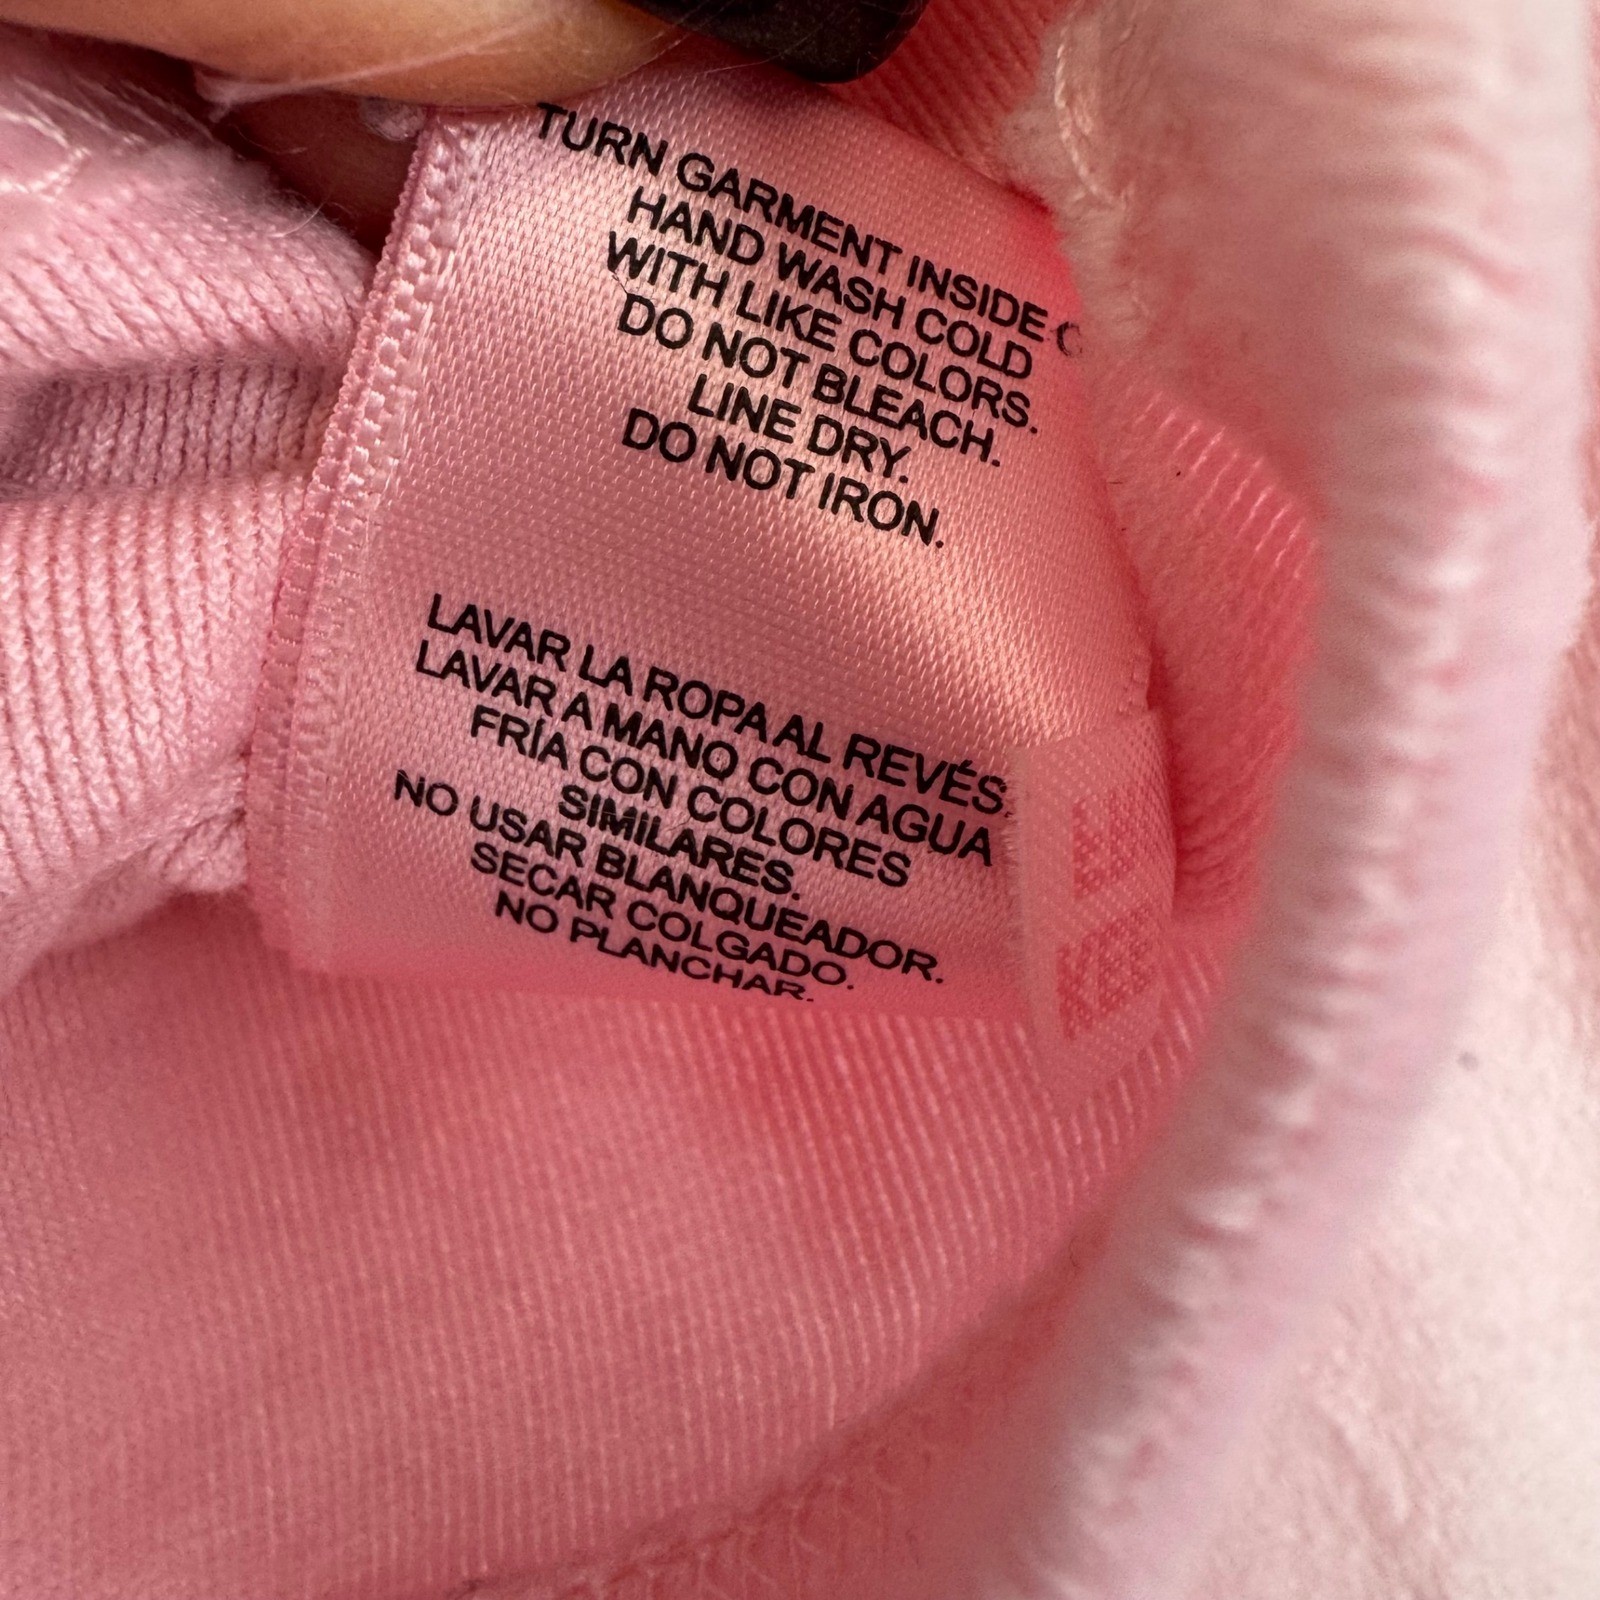 TURN GARMENT INSIDE
HAND WASH COLD
WITH LIKE COLORS.
DO NOT BLEACH.
LINE DRY.
DO NOT IRON.
LAVAR LA ROPA AL REVÉS.
LAVAR A MANO CON AGUA
FRÍA CON COLORES
SIMILARES.
NO USAR BLANQUEADOR.
SECAR COLGADO.
NO PLANCHAR.